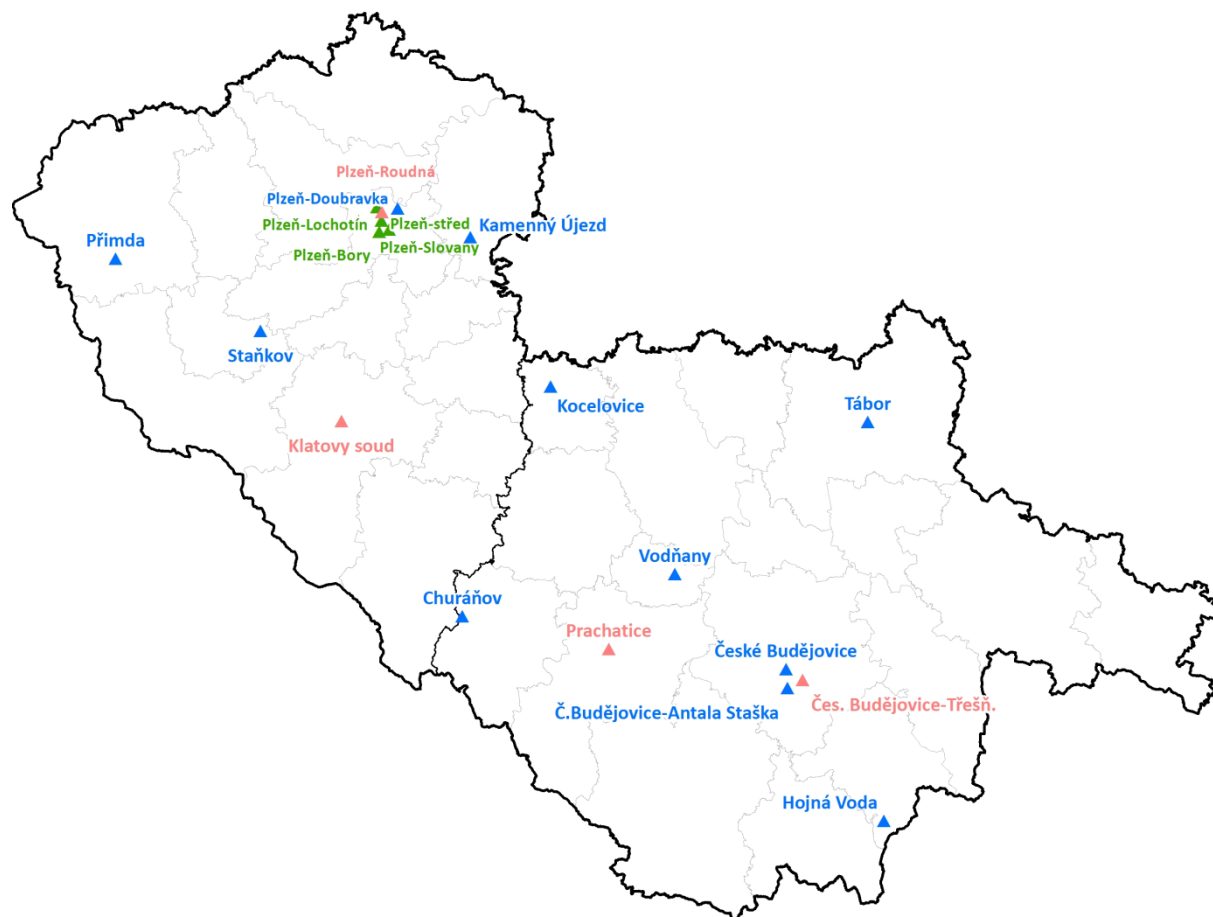 Plzeň-Roudná
Plzeň-Doubravka
Plzeň-Lochotín
Plzeň-střed
Kamenný Újezd
Přimda
Plzeň-Bory
Plzeň-Slovany
Staňkov
Kocelovice
Tábor
Klatovy soud
Vodňany
Churáňov
Prachatice
České Budějovice
Č.Budějovice-Antala Staška
Čes. Budějovice-Třešň.
Hojná Voda